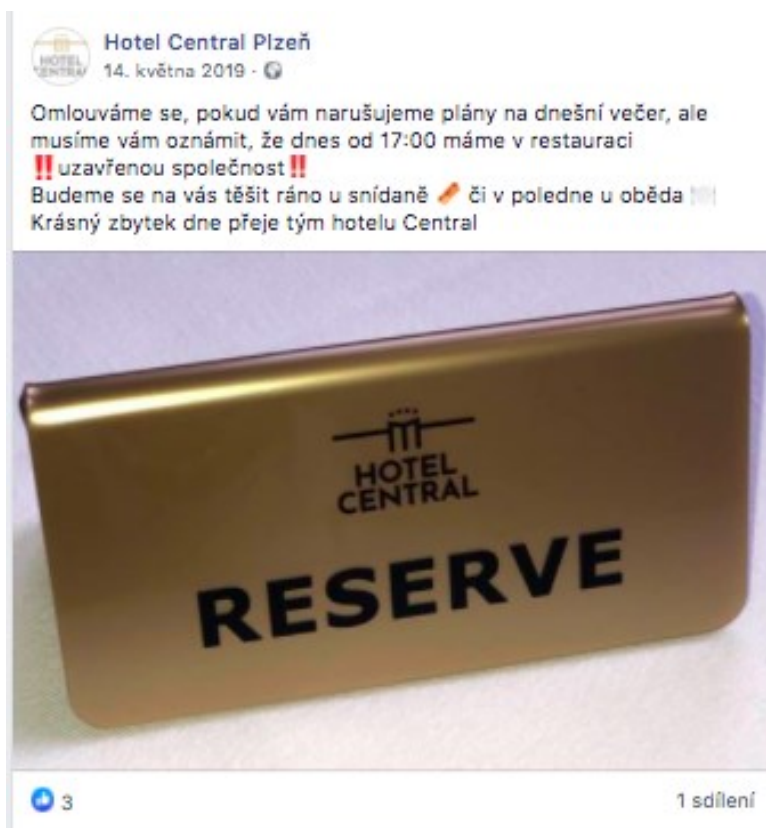 Hotel Central Plzeň
14. května 2019 ·
Omlouváme se, pokud vám narušujeme plány na dnešní večer, ale
musíme vám oznámit, že dnes od 17:00 máme v restauraci
‼️uzavřenou společnost‼️
Budeme se na vás těšit ráno u snídaně 🥓 či v poledne u oběda 🍽️
Krásný zbytek dne přeje tým hotelu Central
HOTEL
CENTRAL
HOTEL
CENTRAL
RESERVE
3
1 sdílení